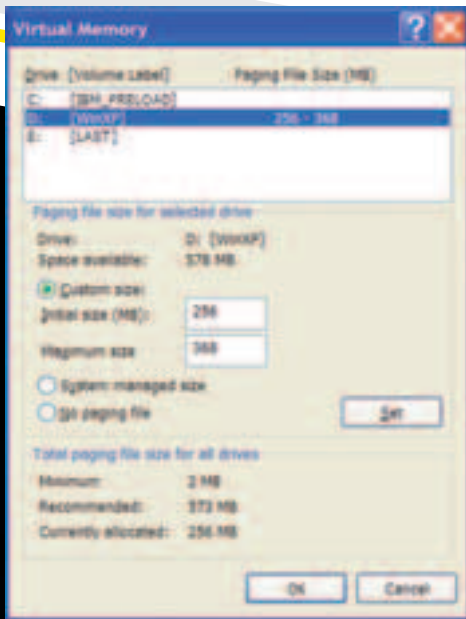 Virtual Memory
Drive [Volume Label] Paging File Size (MB)
C: [IBM_PRELOAD]
D: [WinXP] 256 - 368
E: [LAST]
Paging file size for selected drive
Drive: D: [WinXP]
Space available: 578 MB
Custom size:
Initial size (MB): 256
Maximum size 368
System managed size
No paging file
Set
Total paging file size for all drives
Minimum: 2 MB
Recommended: 573 MB
Currently allocated: 256 MB
OK Cancel